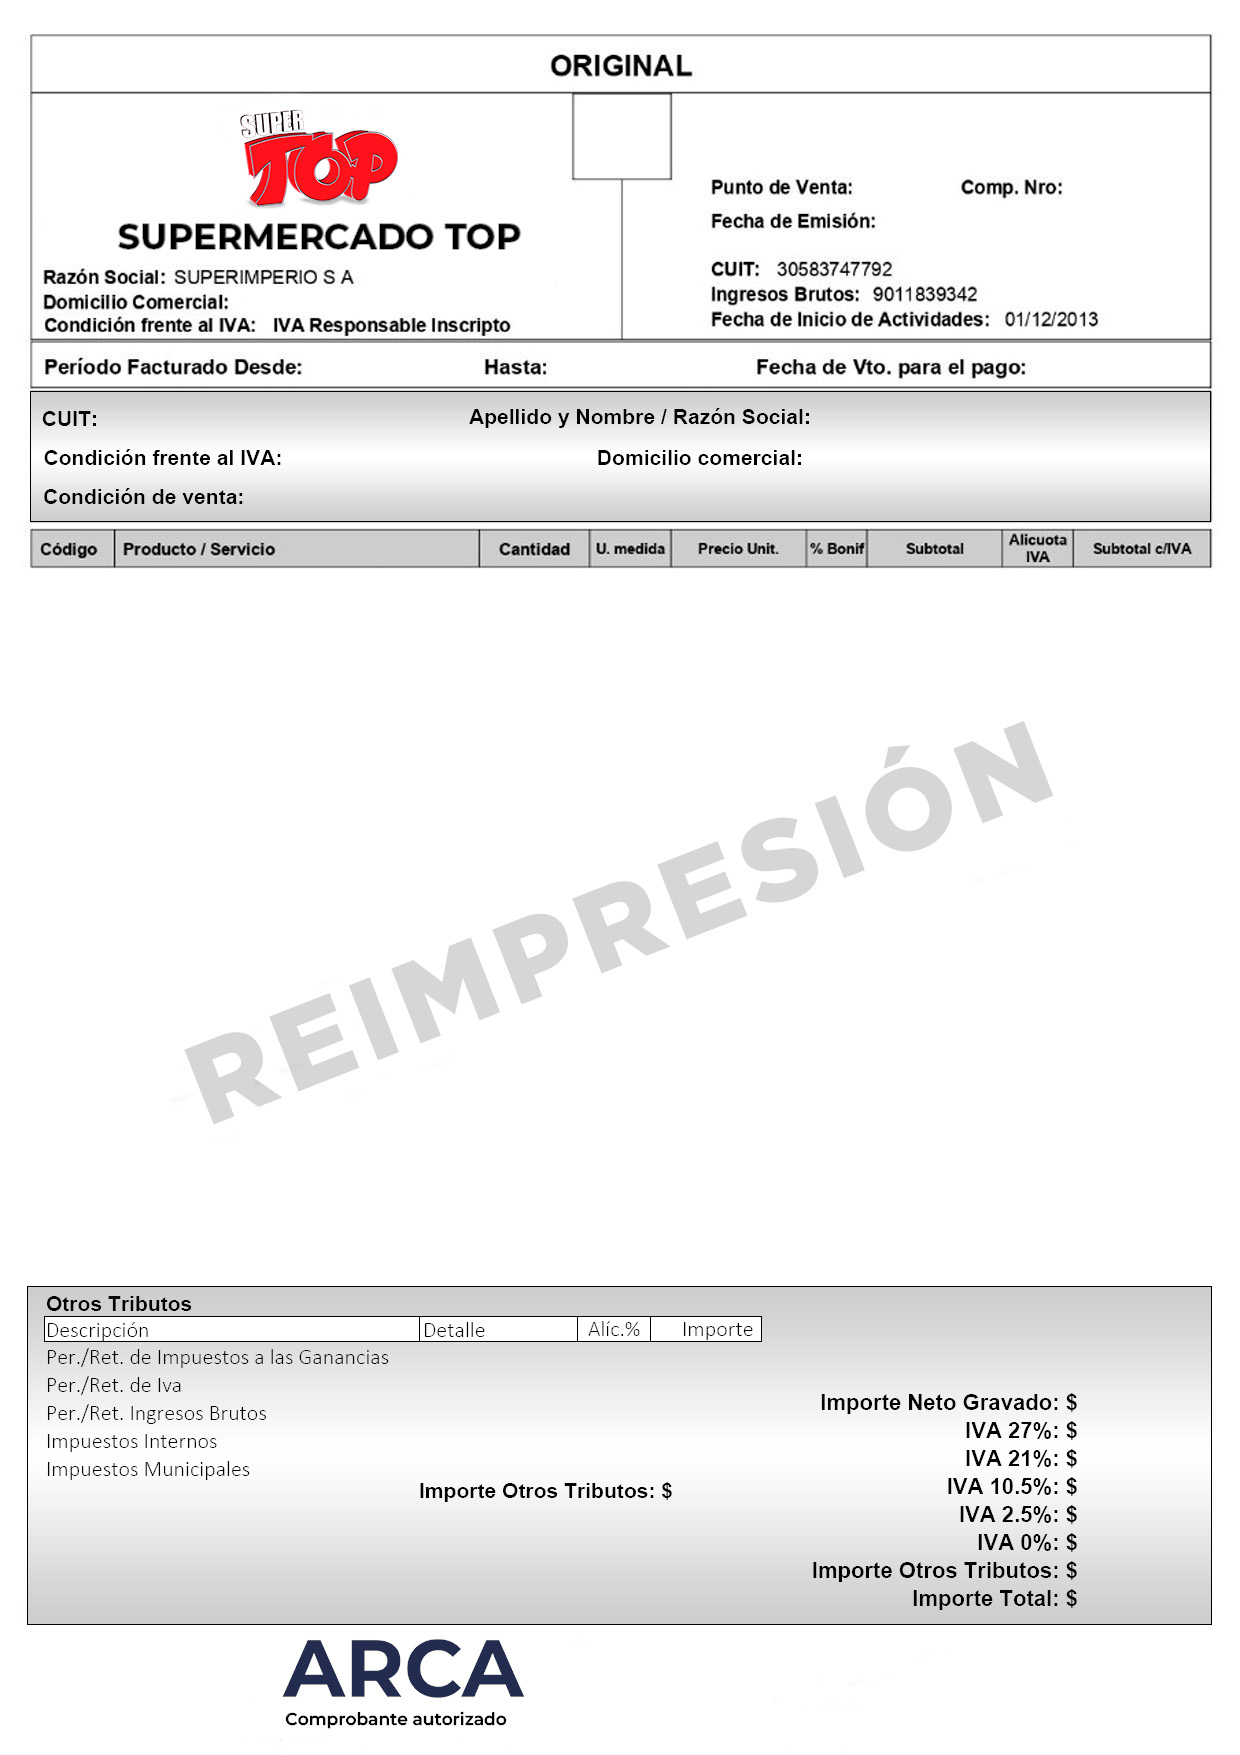 ORIGINAL
SUPER
TOP
SUPERMERCADO TOP
Razón Social: SUPERIMPERIO S A
Domicilio Comercial:
Condición frente al IVA: IVA Responsable Inscripto
Punto de Venta: Comp. Nro:
Fecha de Emisión:
CUIT: 30583747792
Ingresos Brutos: 9011839342
Fecha de Inicio de Actividades: 01/12/2013
Período Facturado Desde: Hasta: Fecha de Vto. para el pago:
CUIT: Apellido y Nombre / Razón Social:
Condición frente al IVA: Domicilio comercial:
Condición de venta:
Código Producto / Servicio Cantidad U. medida Precio Unit. % Bonif Subtotal Alicuota IVA Subtotal c/IVA
REIMPRESIÓN
Otros Tributos
Descripción Detalle Alíc.% Importe
Per./Ret. de Impuestos a las Ganancias
Per./Ret. de Iva
Per./Ret. Ingresos Brutos
Impuestos Internos
Impuestos Municipales
Importe Otros Tributos: $
Importe Neto Gravado: $
IVA 27%: $
IVA 21%: $
IVA 10.5%: $
IVA 2.5%: $
IVA 0%: $
Importe Otros Tributos: $
Importe Total: $
ARCA
Comprobante autorizado